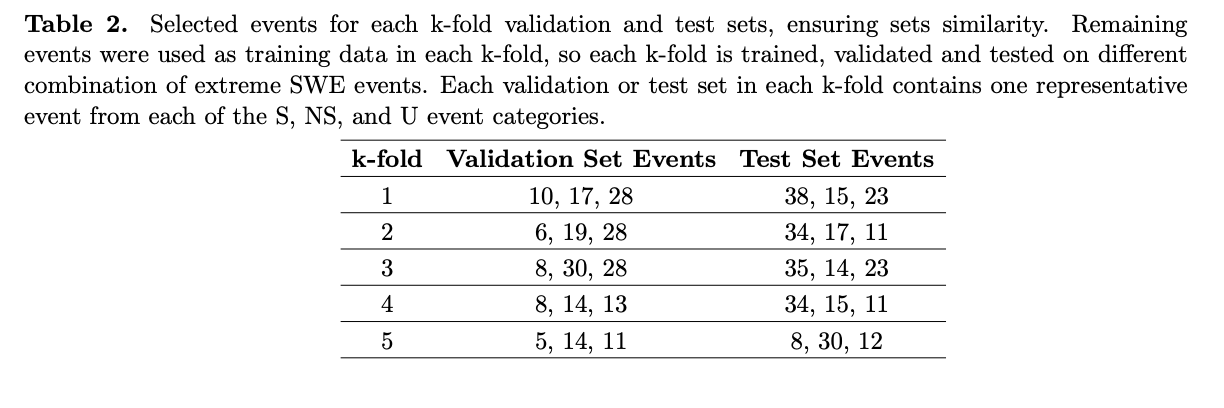 Table 2. Selected events for each k-fold validation and test sets, ensuring sets similarity. Remaining
events were used as training data in each k-fold, so each k-fold is trained, validated and tested on different
combination of extreme SWE events. Each validation or test set in each k-fold contains one representative
event from each of the S, NS, and U event categories.
k-fold Validation Set Events Test Set Events
1 10, 17, 28 38, 15, 23
2 6, 19, 28 34, 17, 11
3 8, 30, 28 35, 14, 23
4 8, 14, 13 34, 15, 11
5 5, 14, 11 8, 30, 12